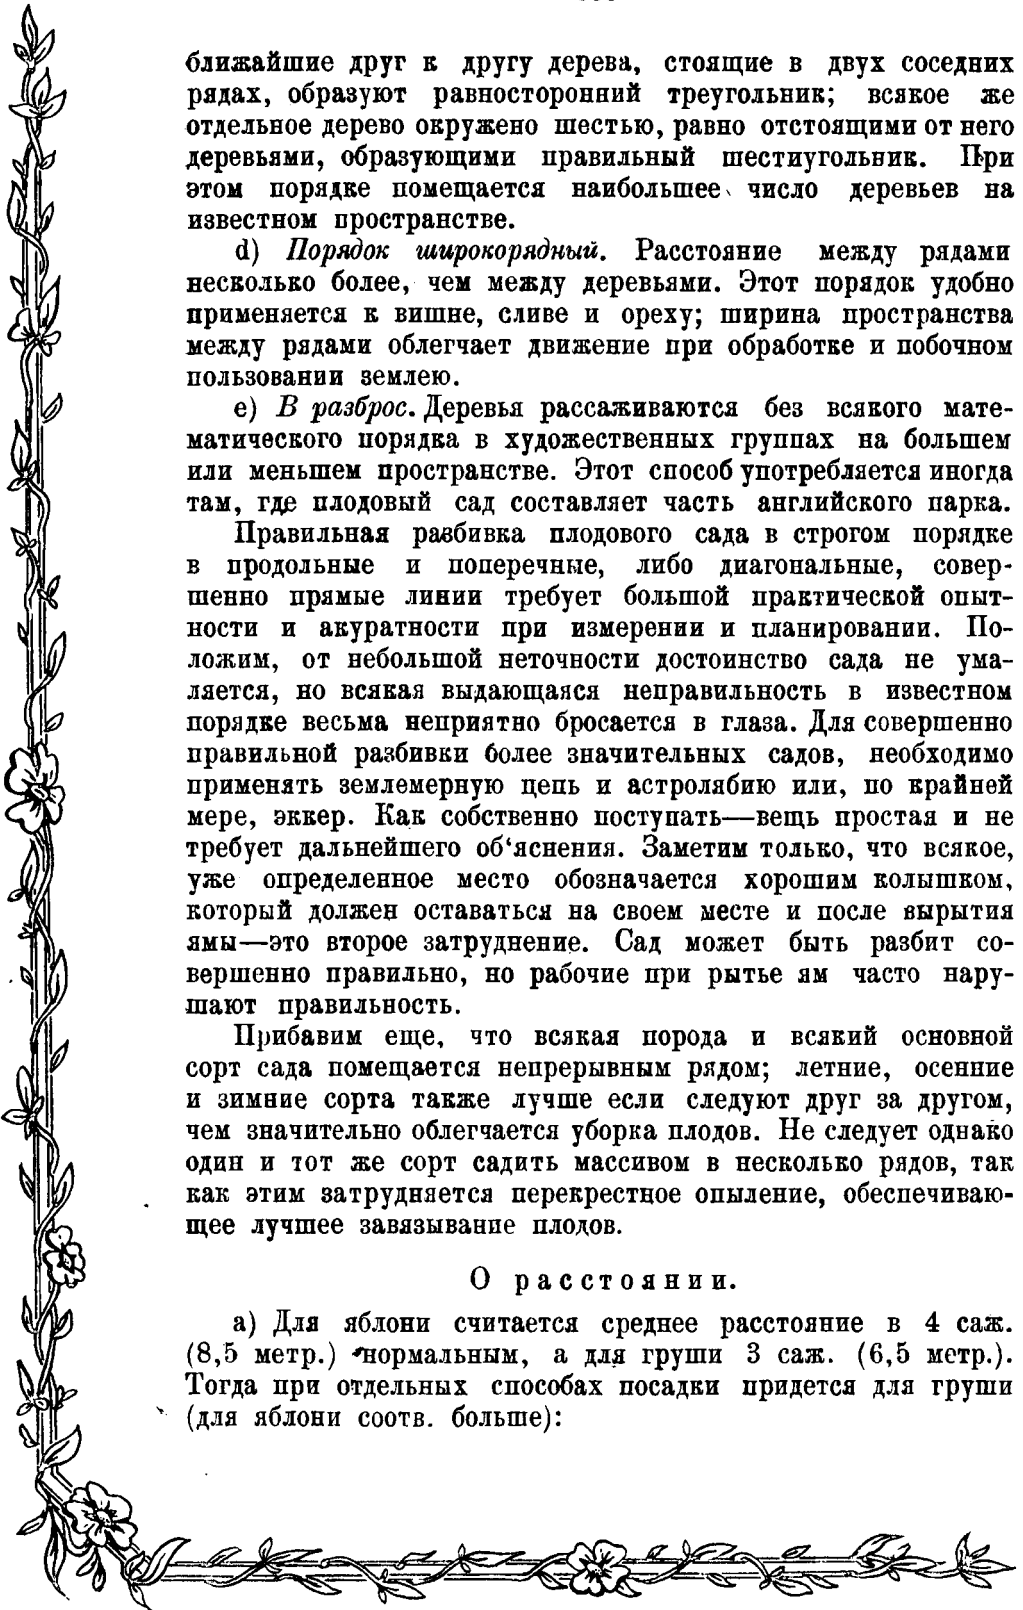 ближайшие друг к другу дерева, стоящие в двух соседних
рядах, образуют равносторонний треугольник; всякое же
отдельное дерево окружено шестью, равно отстоящими от него
деревьями, образующими правильный шестиугольник. При
этом порядке помещается наибольшее число деревьев на
известном пространстве.
d) Порядок широкорядный. Расстояние между рядами
несколько более, чем между деревьями. Этот порядок удобно
применяется к вишне, сливе и ореху; ширина пространства
между рядами облегчает движение при обработке и побочном
пользовании землею.
e) В разброс. Деревья рассаживаются без всякого мате-
матического порядка в художественных группах на большем
или меньшем пространстве. Этот способ употребляется иногда
там, где плодовый сад составляет часть английского парка.
Правильная разбивка плодового сада в строгом порядке
в продольные и поперечные, либо диагональные, совер-
шенно прямые линии требует большой практической опыт-
ности и акуратности при измерении и планировании. По-
ложим, от небольшой неточности достоинство сада не ума-
ляется, но всякая выдающаяся неправильность в известном
порядке весьма неприятно бросается в глаза. Для совершенно
правильной разбивки более значительных садов, необходимо
применять землемерную цепь и астролябию или, по крайней
мере, эккер. Как собственно поступать—вещь простая и не
требует дальнейшего об‘яснения. Заметим только, что всякое,
уже определенное место обозначается хорошим колышком,
который должен оставаться на своем месте и после вырытия
ямы—это второе затруднение. Сад может быть разбит со-
вершенно правильно, но рабочие при рытье ям часто нару-
шают правильность.
Прибавим еще, что всякая порода и всякий основной
сорт сада помещается непрерывным рядом; летние, осенние
и зимние сорта также лучше если следуют друг за другом,
чем значительно облегчается уборка плодов. Не следует однако
один и тот же сорт садить массивом в несколько рядов, так
как этим затрудняется перекрестное опыление, обеспечиваю-
щее лучшее завязывание плодов.
О расстоянии.
а) Для яблони считается среднее расстояние в 4 саж.
(8,5 метр.) нормальным, а для груши 3 саж. (6,5 метр.).
Тогда при отдельных способах посадки придется для груши
(для яблони соотв. больше):